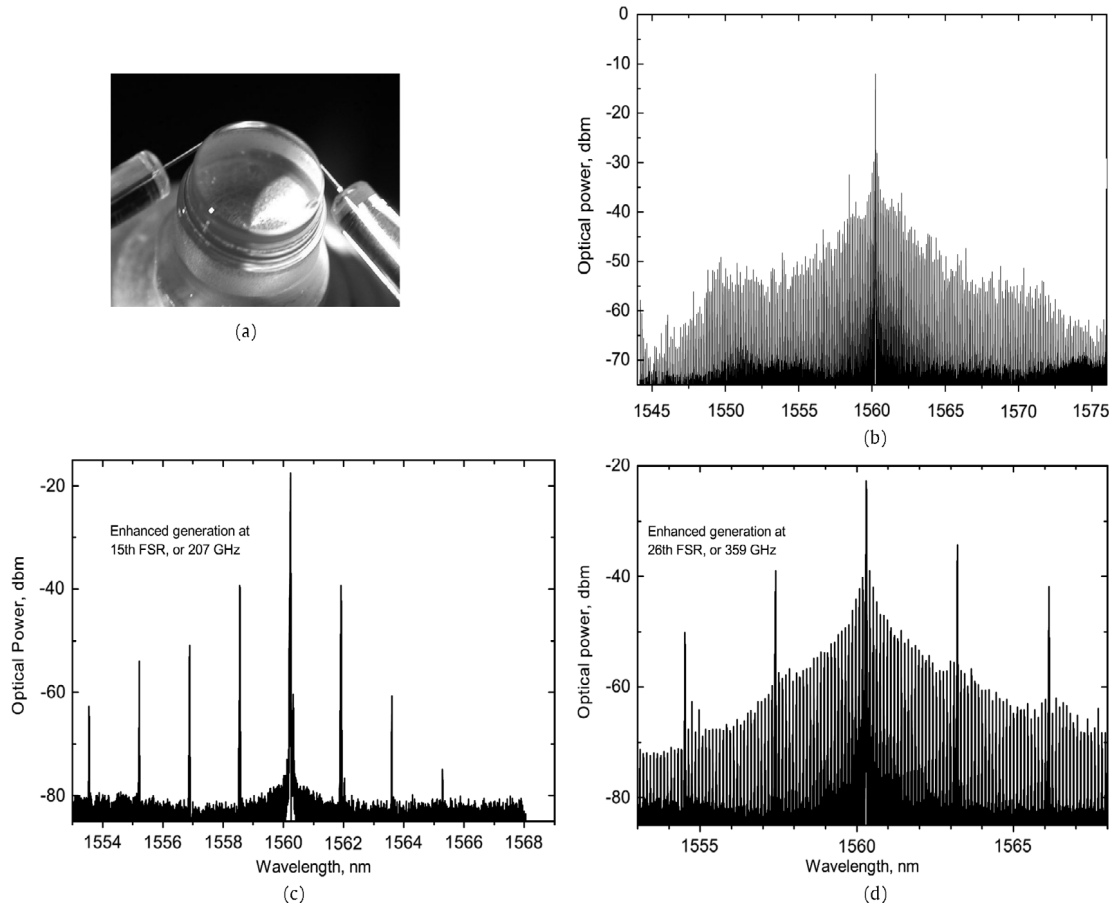 (a)
0
-10
-20
-30
-40
-50
-60
-70
Optical power, dbm
1545 1550 1555 1560 1565 1570 1575
(b)
-20
-40
-60
-80
Optical Power, dbm
Enhanced generation at
15th FSR, or 207 GHz
1554 1556 1558 1560 1562 1564 1566 1568
Wavelength, nm
(c)
-20
-40
-60
-80
Optical power, dbm
Enhanced generation at
26th FSR, or 359 GHz
1555 1560 1565
Wavelength, nm
(d)